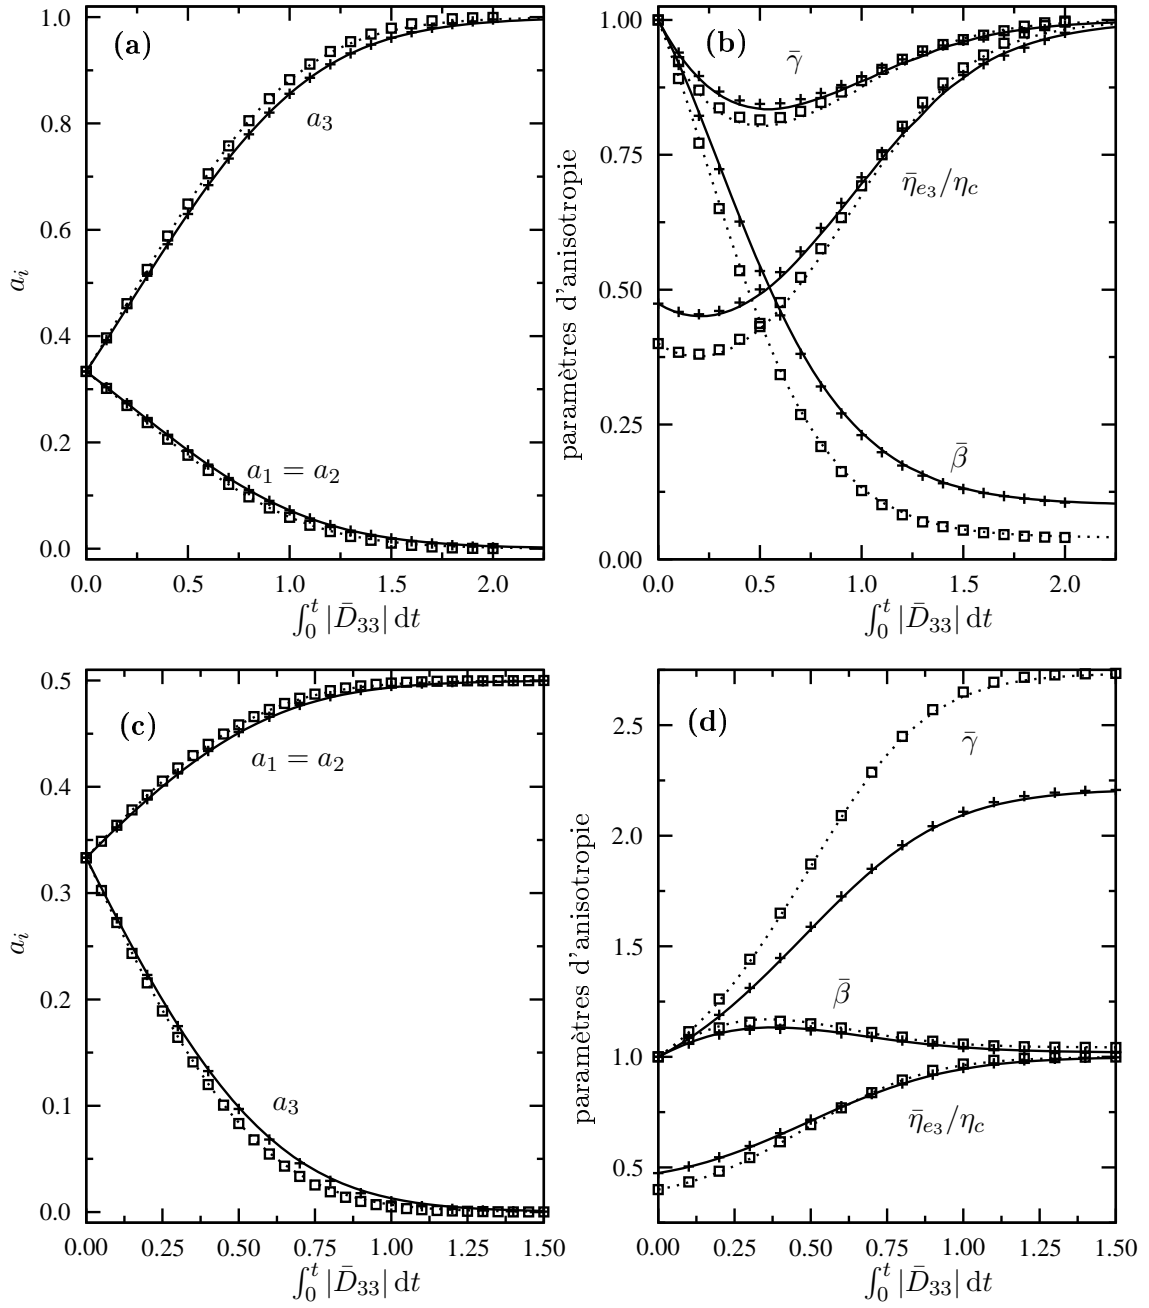 (a)
1.0
0.8
0.6
0.4
0.2
0.0
a_i
a_3
a_1 = a_2
0.0 0.5 1.0 1.5 2.0
∫_0^t |D̄_33| dt
(b)
1.00
0.75
0.50
0.25
0.00
paramètres d'anisotropie
γ̄
η̄_e_3/η_c
β̄
0.0 0.5 1.0 1.5 2.0
∫_0^t |D̄_33| dt
(c)
0.5
0.4
0.3
0.2
0.1
0.0
a_i
a_1 = a_2
a_3
0.00 0.25 0.50 0.75 1.00 1.25 1.50
∫_0^t |D̄_33| dt
(d)
2.5
2.0
1.5
1.0
0.5
paramètres d'anisotropie
γ̄
β̄
η̄_e_3/η_c
0.00 0.25 0.50 0.75 1.00 1.25 1.50
∫_0^t |D̄_33| dt